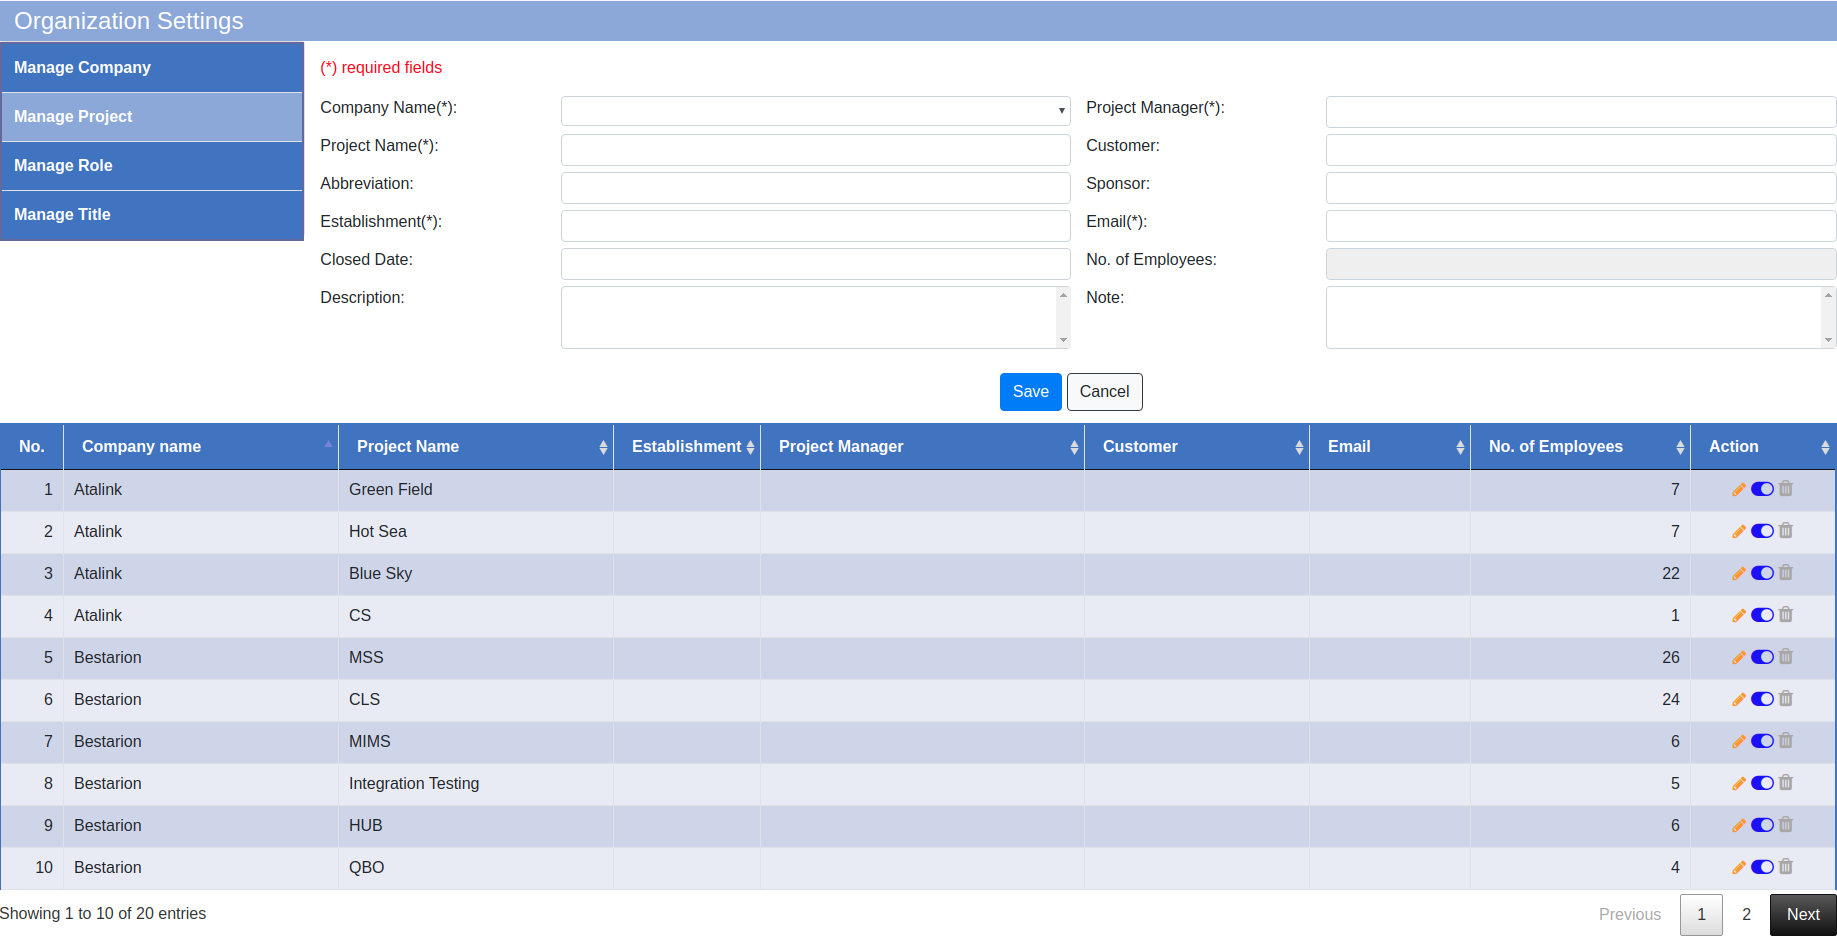 Organization Settings
Manage Company
Manage Project
Manage Role
Manage Title
(*) required fields
Company Name(*):
Project Manager(*):
Project Name(*):
Customer:
Abbreviation:
Sponsor:
Establishment(*):
Email(*):
Closed Date:
No. of Employees:
Description:
Note:
Save Cancel
No. Company name Project Name Establishment Project Manager Customer Email No. of Employees Action
1 Atalink Green Field 7
2 Atalink Hot Sea 7
3 Atalink Blue Sky 22
4 Atalink CS 1
5 Bestarion MSS 26
6 Bestarion CLS 24
7 Bestarion MIMS 6
8 Bestarion Integration Testing 5
9 Bestarion HUB 6
10 Bestarion QBO 4
Showing 1 to 10 of 20 entries
Previous 1 2 Next